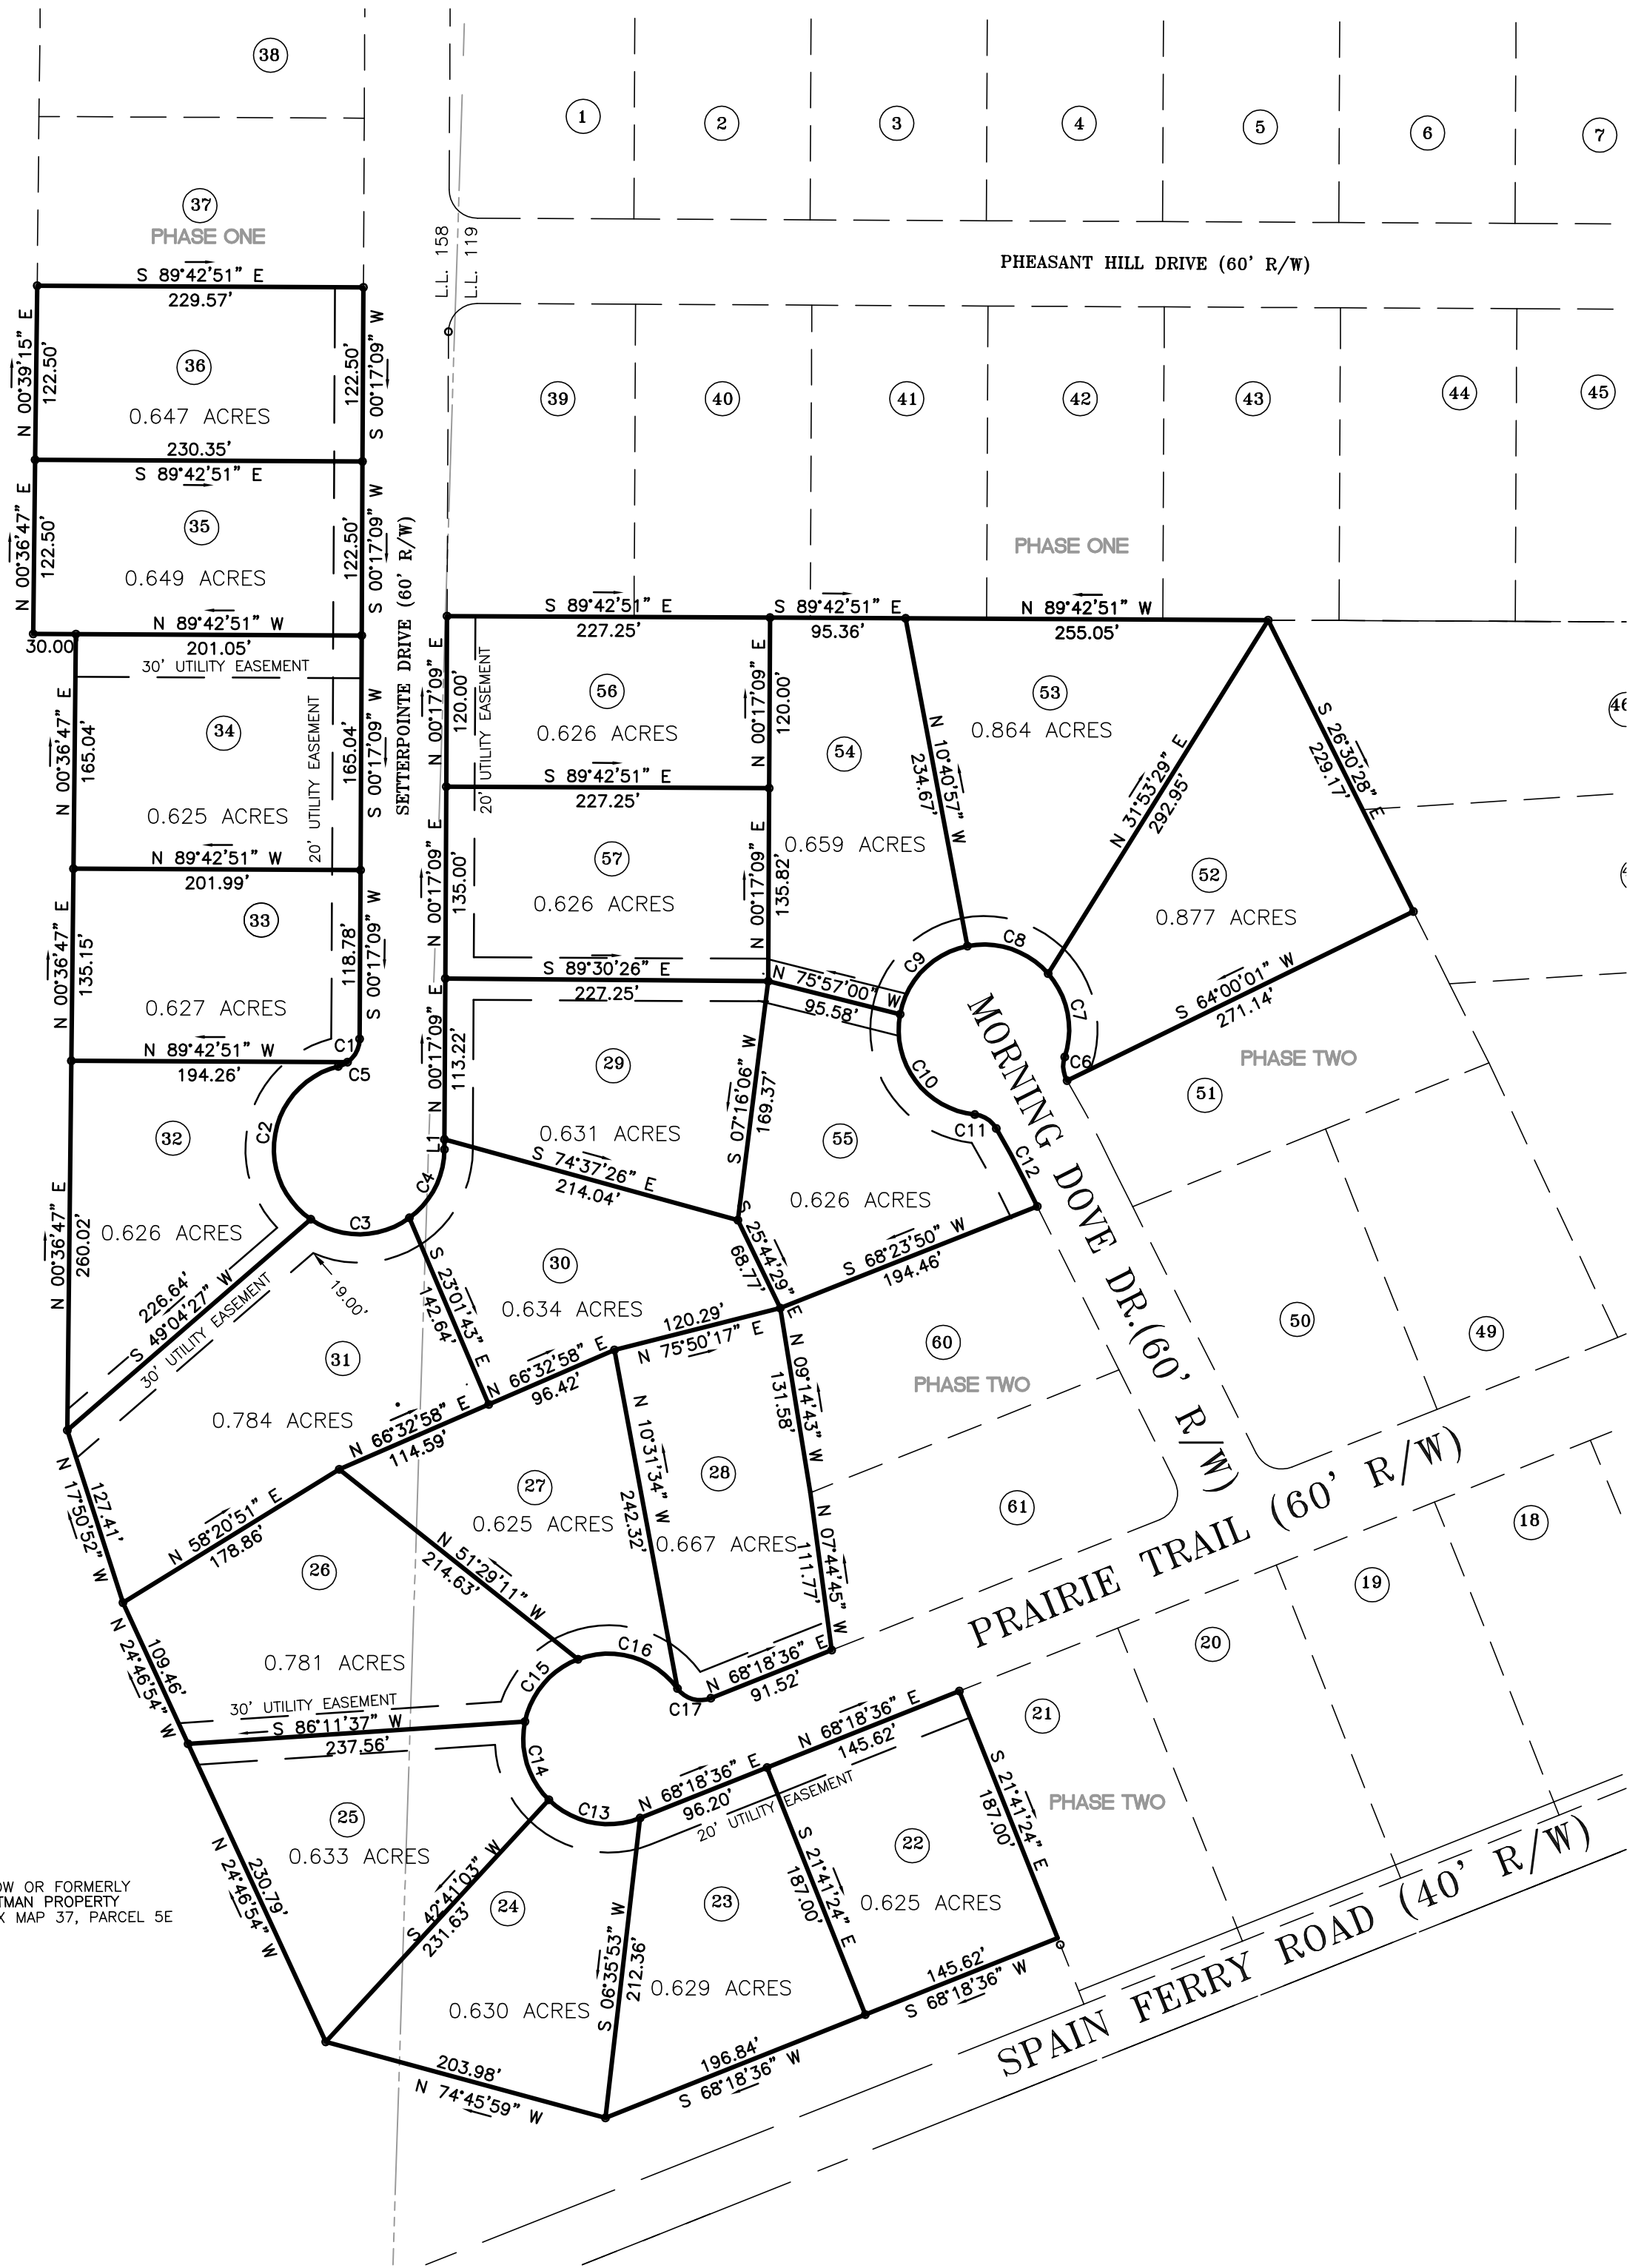 38
1
2
3
4
5
6
7
37
PHASE ONE
L.L. 158
L.L. 119
PHEASANT HILL DRIVE (60' R/W)
S 89°42'51" E
229.57'
N 00°39'15" E
122.50'
36
0.647 ACRES
122.50'
S 00°17'09" W
39
40
41
42
43
44
45
230.35'
S 89°42'51" E
N 00°36'47" E
122.50'
35
0.649 ACRES
122.50'
S 00°17'09" W
SETTERPOINTE DRIVE (60' R/W)
PHASE ONE
N 89°42'51" W
30.00
201.05'
30' UTILITY EASEMENT
N 00°36'47" E
165.04'
34
0.625 ACRES
20' UTILITY EASEMENT
165.04'
S 00°17'09" W
S 89°42'51" E
227.25'
S 89°42'51" E
95.36'
N 89°42'51" W
255.05'
N 00°17'09" E
120.00'
20' UTILITY EASEMENT
56
0.626 ACRES
N 00°17'09" E
120.00'
54
0.659 ACRES
N 10°40'57" W
234.67'
53
0.864 ACRES
N 31°53'29" E
292.95'
S 26°30'28" E
229.17'
46
S 89°42'51" E
227.25'
N 89°42'51" W
201.99'
N 00°36'47" E
135.15'
33
0.627 ACRES
118.78'
S 00°17'09" W
N 00°17'09" E
135.00'
57
0.626 ACRES
N 00°17'09" E
135.82'
52
0.877 ACRES
C9
C8
C7
C6
S 64°00'01" W
271.14'
S 89°30'26" E
227.25'
N 75°57'00" W
95.58'
MORNING DOVE DR.(60' R/W)
PHASE TWO
51
C1
C5
N 89°42'51" W
194.26'
N 00°17'09" E
113.22'
29
0.631 ACRES
S 07°16'06" W
169.37'
C10
C11
C12
55
0.626 ACRES
32
0.626 ACRES
C2
C3
C4
L1
N 00°36'47" E
260.02'
S 74°37'26" E
214.04'
S 25°44'29" E
68.77'
S 68°23'50" W
194.46'
226.64'
S 49°04'27" W
30' UTILITY EASEMENT
19.00'
S 23°01'43" E
142.64'
30
0.634 ACRES
120.29'
N 75°50'17" E
60
PHASE TWO
50
49
31
0.784 ACRES
N 66°32'58" E
114.59'
N 66°32'58" E
96.42'
N 09°14'43" W
131.58'
127.41'
N 17°50'52" W
N 58°20'51" E
178.86'
27
0.625 ACRES
N 10°31'34" W
242.32'
28
0.667 ACRES
N 07°44'45" W
111.77'
61
PRAIRIE TRAIL (60' R/W)
18
19
20
26
0.781 ACRES
N 51°29'11" W
214.63'
109.46'
N 24°46'54" W
30' UTILITY EASEMENT
S 86°11'37" W
237.56'
C15
C16
C17
C14
C13
N 68°18'36" E
91.52'
N 68°18'36" E
145.62'
N 68°18'36" E
96.20'
20' UTILITY EASEMENT
21
PHASE TWO
S 21°41'24" E
187.00'
25
0.633 ACRES
230.79'
N 24°46'54" W
S 42°41'03" W
231.63'
24
0.630 ACRES
S 06°35'53" W
212.36'
23
0.629 ACRES
S 21°41'24" E
187.00'
22
0.625 ACRES
145.62'
S 68°18'36" W
196.84'
S 68°18'36" W
203.98'
N 74°45'59" W
SPAIN FERRY ROAD (40' R/W)
OW OR FORMERLY
TMAN PROPERTY
X MAP 37, PARCEL 5E